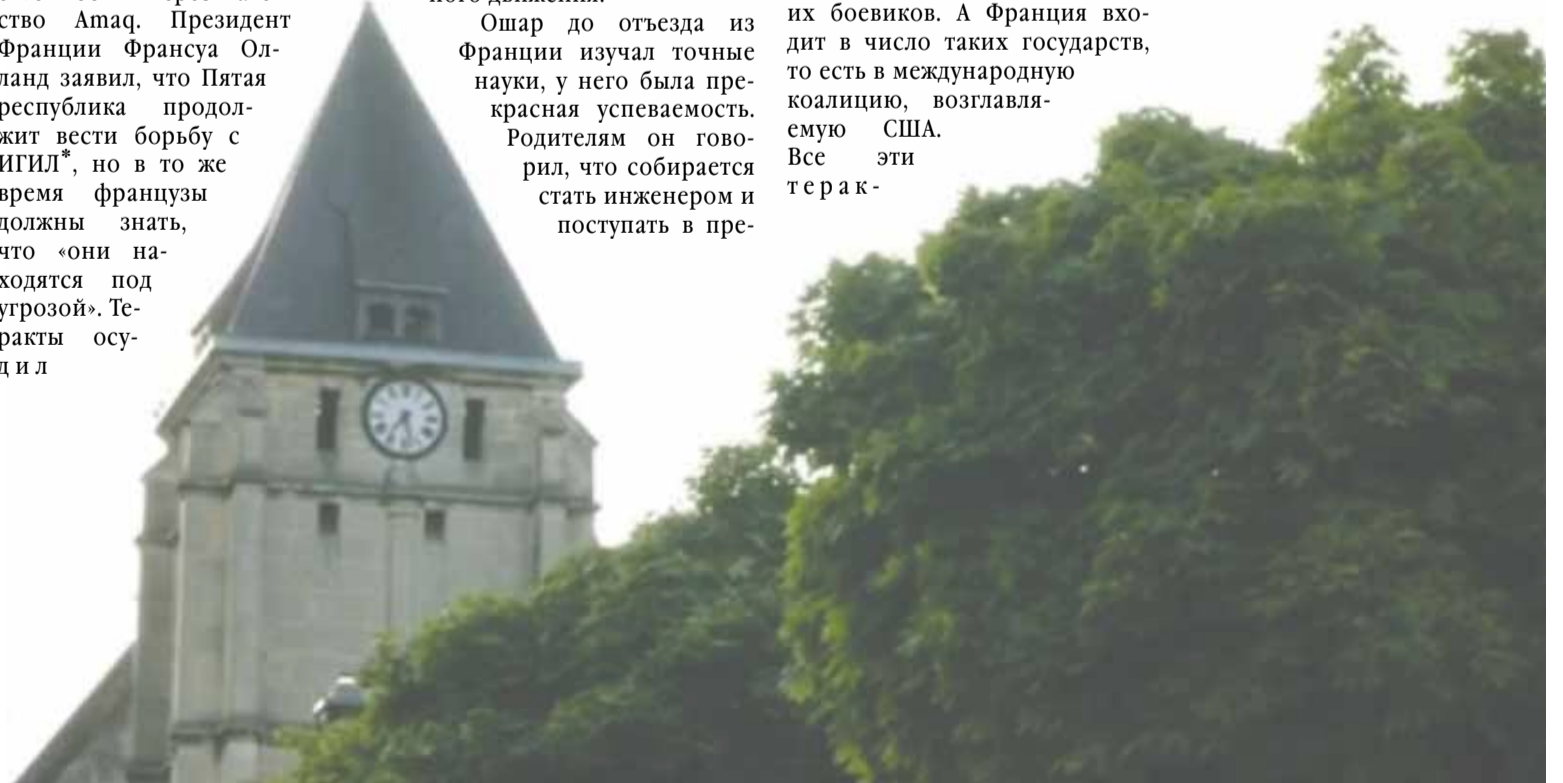 ство Amaq. Президент
Франции Франсуа Ол-
ланд заявил, что Пятая
республика продол-
жит вести борьбу с
ИГИЛ*, но в то же
время французы
должны знать,
что «они на-
ходятся под
угрозой». Те-
ракты осу-
дил
Ошар до отъезда из
Франции изучал точные
науки, у него была пре-
красная успеваемость.
Родителям он гово-
рил, что собирается
стать инженером и
поступать в пре-
их боевиков. А Франция вхо-
дит в число таких государств,
то есть в международную
коалицию, возглавля-
емую США.
Все эти
терак-